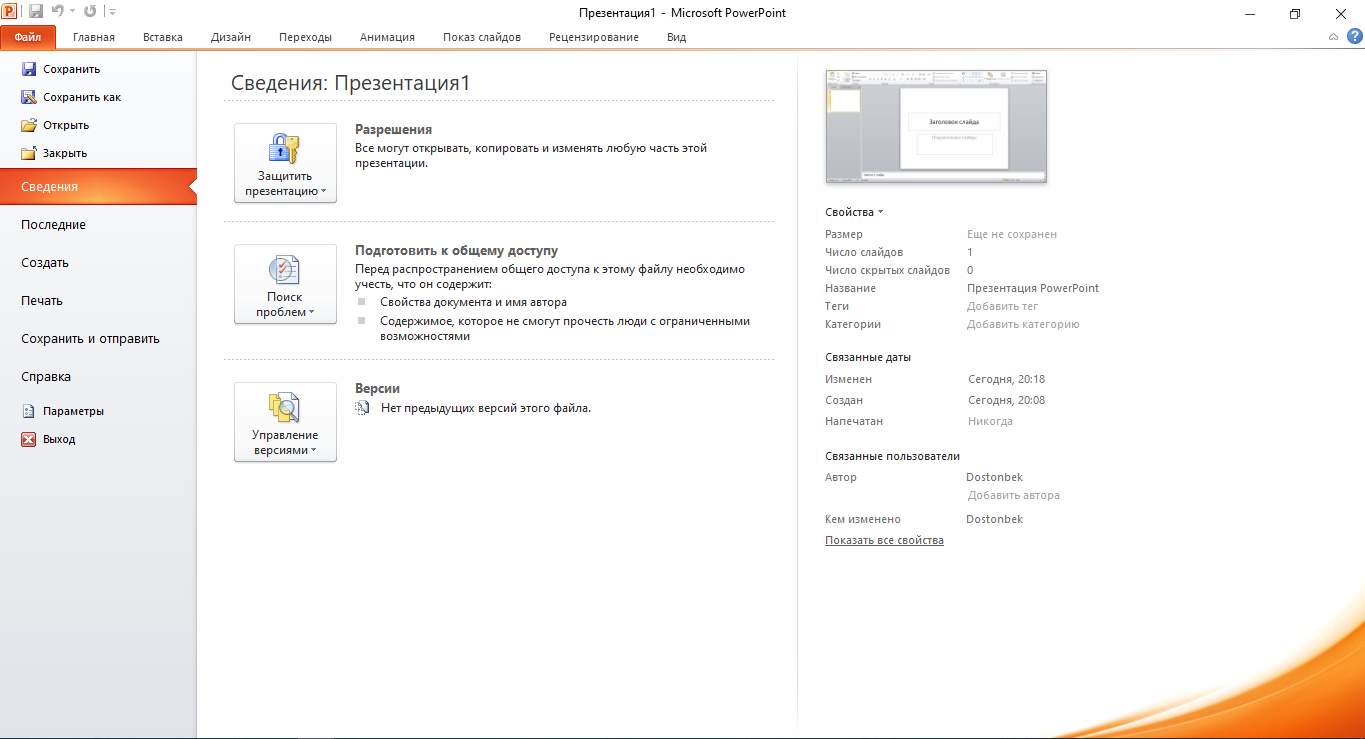 Презентация1 - Microsoft PowerPoint
Файл Главная Вставка Дизайн Переходы Анимация Показ слайдов Рецензирование Вид
Сохранить
Сохранить как
Открыть
Закрыть
Сведения
Последние
Создать
Печать
Сохранить и отправить
Справка
Параметры
Выход
Сведения: Презентация1
Защитить
презентацию
Разрешения
Все могут открывать, копировать и изменять любую часть этой
презентации.
Поиск
проблем
Подготовить к общему доступу
Перед распространением общего доступа к этому файлу необходимо
учесть, что он содержит:
Свойства документа и имя автора
Содержимое, которое не смогут прочесть люди с ограниченными
возможностями
Управление
версиями
Версии
Нет предыдущих версий этого файла.
Заголовок слайда
Свойства
Размер Еще не сохранен
Число слайдов 1
Число скрытых слайдов 0
Название Презентация PowerPoint
Теги Добавить тег
Категории Добавить категорию
Связанные даты
Изменен Сегодня, 20:18
Создан Сегодня, 20:08
Напечатан Никогда
Связанные пользователи
Автор Dostonbek
Добавить автора
Кем изменено Dostonbek
Показать все свойства